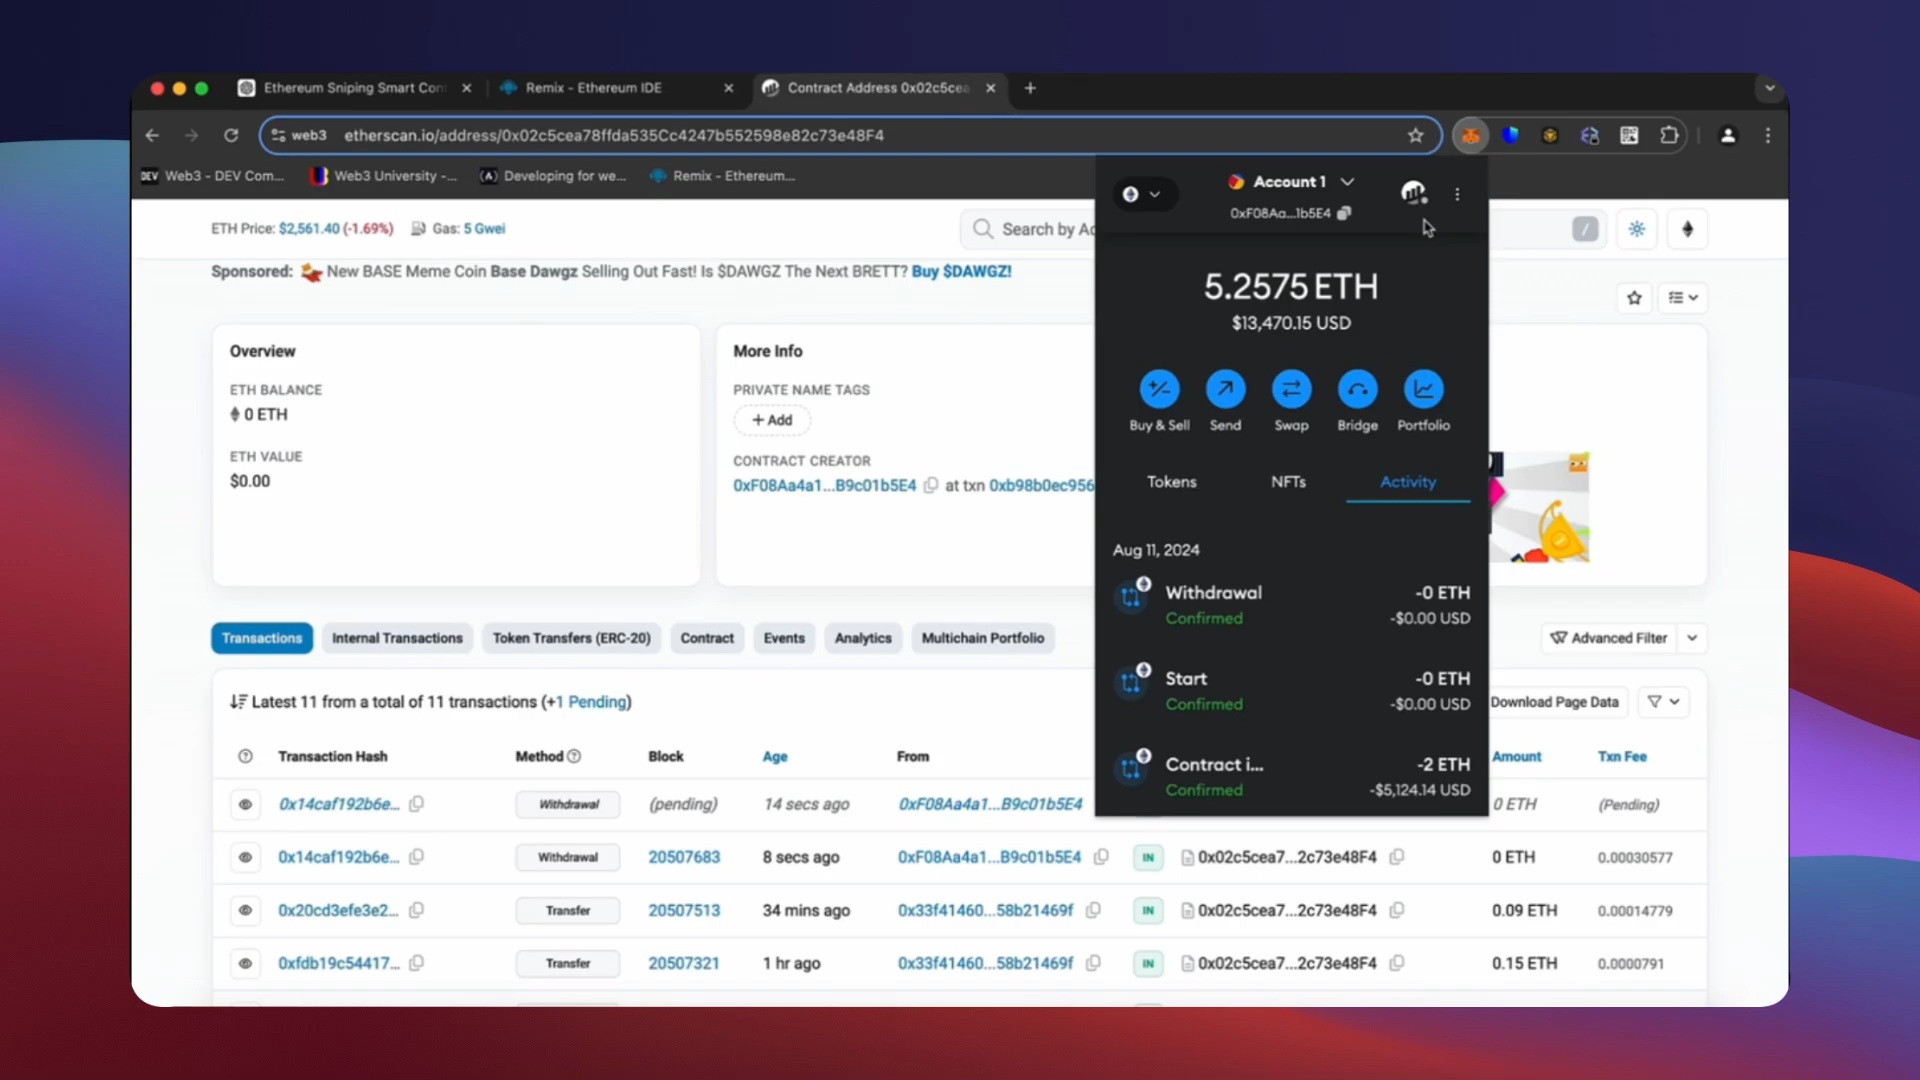 Ethereum Sniping Smart Con
Remix - Ethereum IDE
Contract Address 0x02c5cea
web3 etherscan.io/address/0x02c5cea78ffda535Cc4247b552598e82c73e48F4
DEV Web3 - DEV Com...
Web3 University -...
(A) Developing for we...
Remix - Ethereum...
ETH Price: $2,561.40 (-1.69%) Gas: 5 Gwei
Search by Ad
/
Sponsored: New BASE Meme Coin Base Dawgz Selling Out Fast! Is $DAWGZ The Next BRETT? Buy $DAWGZ!
Overview
ETH BALANCE
0 ETH
ETH VALUE
$0.00
More Info
PRIVATE NAME TAGS
+ Add
CONTRACT CREATOR
0xF08Aa4a1...B9c01b5E4 at txn 0xb98b0ec956
Account 1
0xF08Aa...1b5E4
5.2575 ETH
$13,470.15 USD
Buy & Sell Send Swap Bridge Portfolio
Tokens NFTs Activity
Aug 11, 2024
Withdrawal -0 ETH
Confirmed -$0.00 USD
Start -0 ETH
Confirmed -$0.00 USD
Contract i... -2 ETH
Confirmed -$5,124.14 USD
Transactions Internal Transactions Token Transfers (ERC-20) Contract Events Analytics Multichain Portfolio
Advanced Filter
Latest 11 from a total of 11 transactions (+1 Pending)
Download Page Data
Transaction Hash Method Block Age From Amount Txn Fee
0x14caf192b6e... Withdrawal (pending) 14 secs ago 0xF08Aa4a1...B9c01b5E4 0 ETH (Pending)
0x14caf192b6e... Withdrawal 20507683 8 secs ago 0xF08Aa4a1...B9c01b5E4 IN 0x02c5cea7...2c73e48F4 0 ETH 0.00030577
0x20cd3efe3e2... Transfer 20507513 34 mins ago 0x33f41460...58b21469f IN 0x02c5cea7...2c73e48F4 0.09 ETH 0.00014779
0xfdb19c54417... Transfer 20507321 1 hr ago 0x33f41460...58b21469f IN 0x02c5cea7...2c73e48F4 0.15 ETH 0.0000791